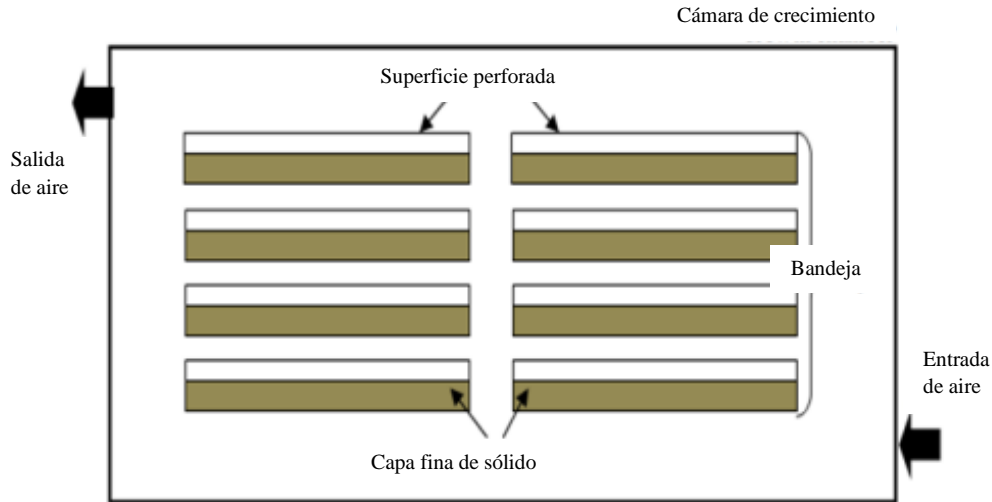 Cámara de crecimiento
Superficie perforada
Salida
de aire
Bandeja
Entrada
de aire
Capa fina de sólido